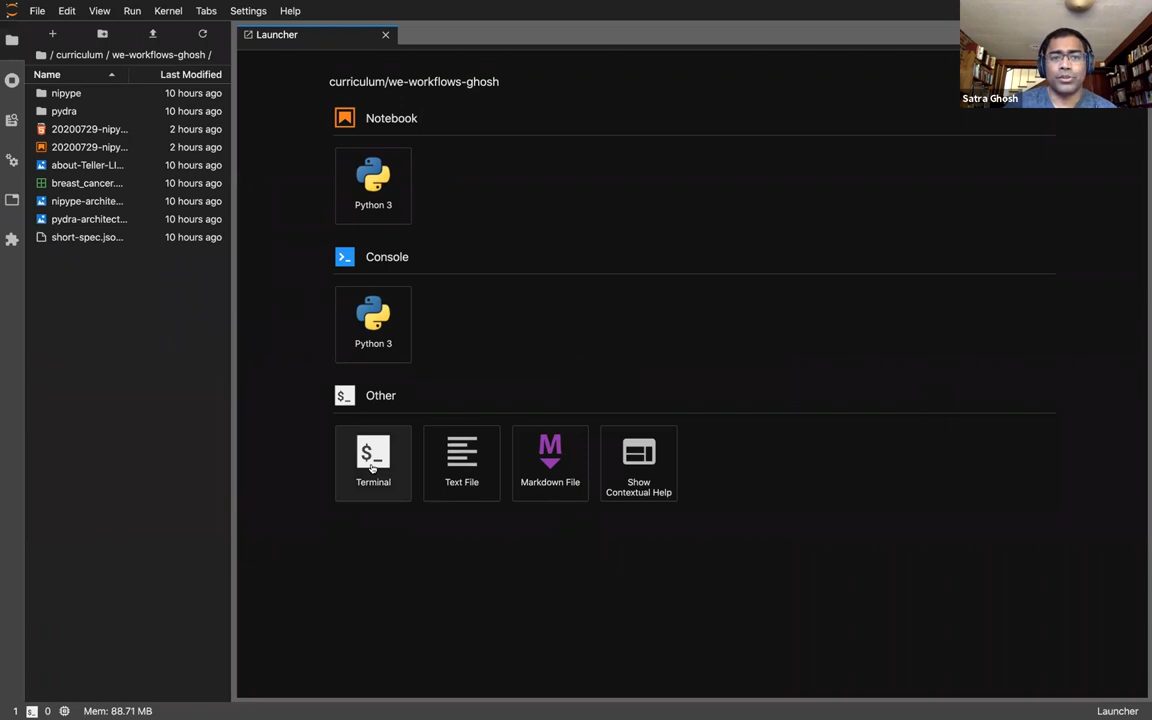 File Edit View Run Kernel Tabs Settings Help
Launcher
/ curriculum / we-workflows-ghosh /
Name Last Modified
nipype 10 hours ago
pydra 10 hours ago
20200729-nipy... 2 hours ago
20200729-nipy... 2 hours ago
about-Teller-LI... 10 hours ago
breast_cancer.... 10 hours ago
nipype-archite... 10 hours ago
pydra-architect... 10 hours ago
short-spec.jso... 10 hours ago
curriculum/we-workflows-ghosh
Notebook
Python 3
Console
Python 3
$_ Other
$_
Terminal
Text File
M
Markdown File
Show
Contextual Help
Satra Ghosh
1 $_ 0 Mem: 88.71 MB
Launcher